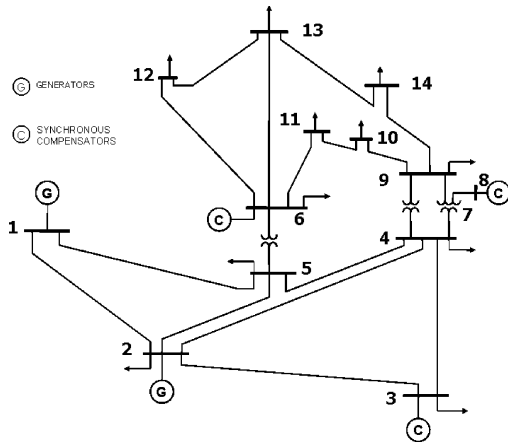 13
12
G GENERATORS
14
C SYNCHRONOUS
COMPENSATORS
11
10
9
8
C
G
7
C
6
1
4
5
2
3
G
C